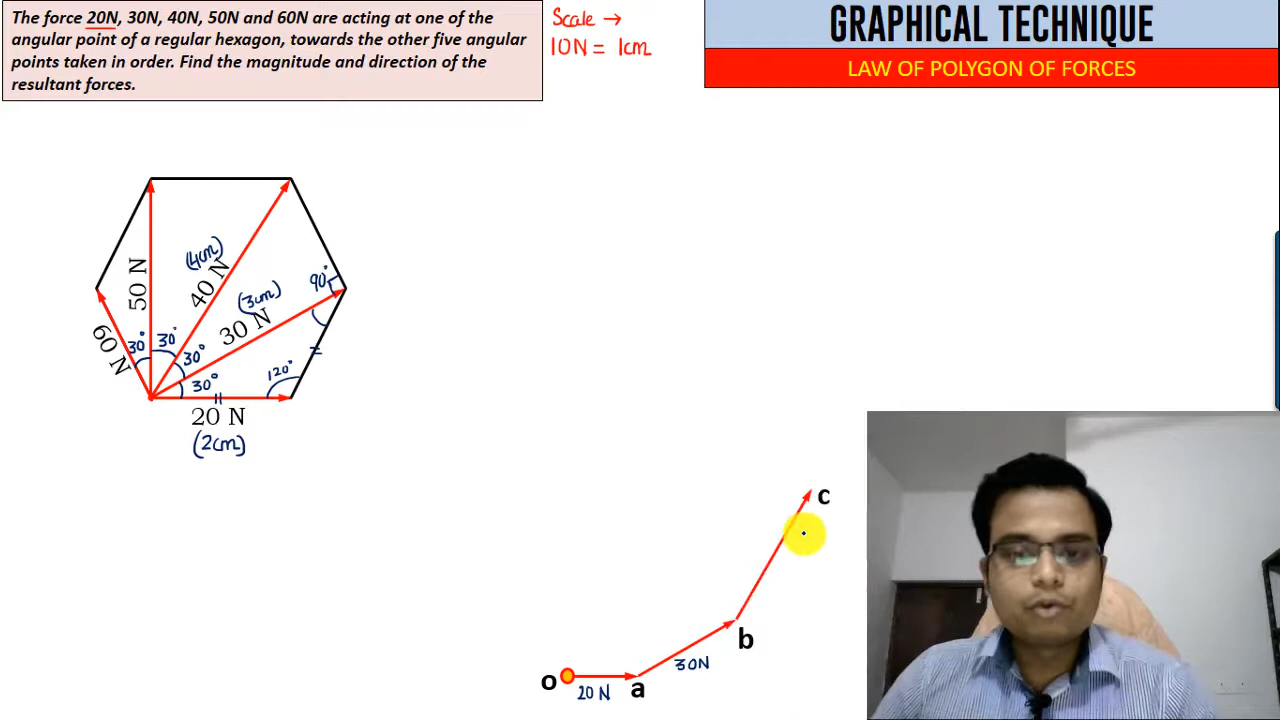 The force 20N, 30N, 40N, 50N and 60N are acting at one of the
angular point of a regular hexagon, towards the other five angular
points taken in order. Find the magnitude and direction of the
resultant forces.
Scale →
10N = 1cm
GRAPHICAL TECHNIQUE
LAW OF POLYGON OF FORCES
50 N
(4cm)
40 N
(3cm)
30 N
90°
60 N
30°
30°
30°
30°
120°
20 N
(2cm)
c
b
30N
o
20 N
a